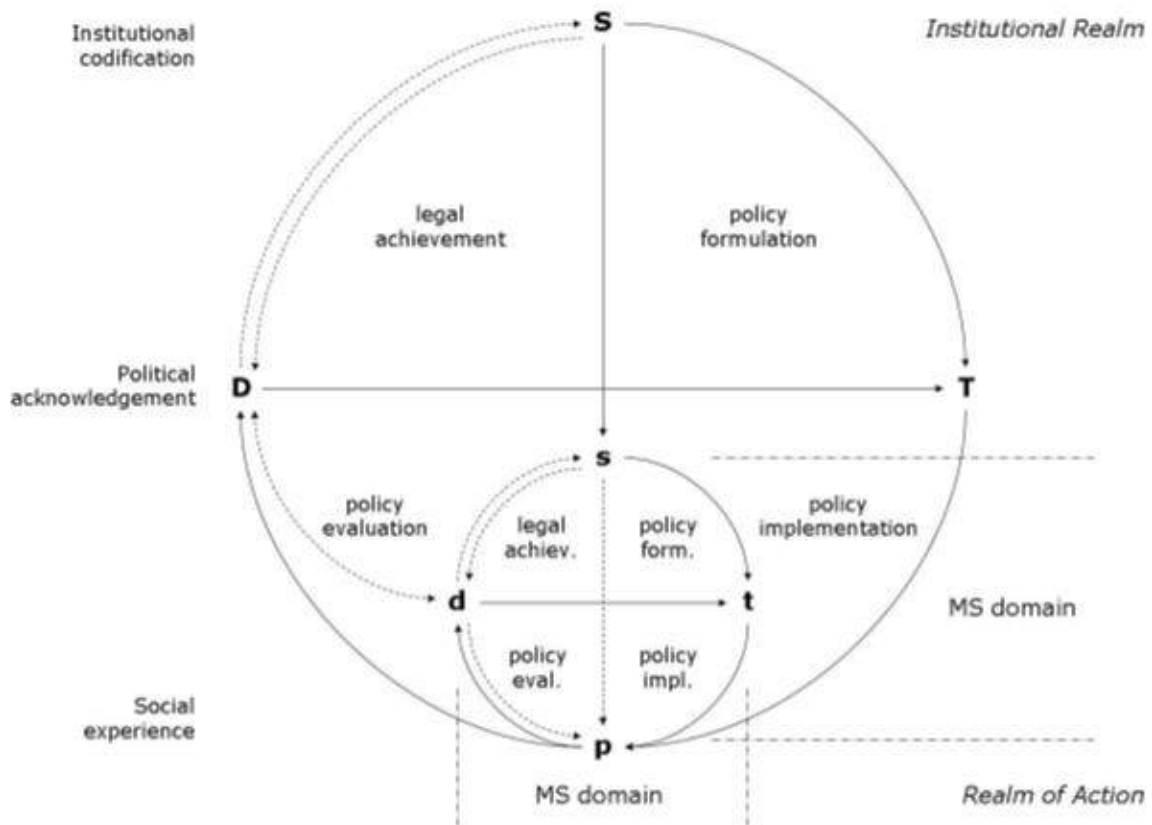 Institutional
codification
S
Institutional Realm
legal
achievement
policy
formulation
Political
acknowledgement
D
T
s
policy
evaluation
legal
achiev.
policy
form.
policy
implementation
d
t
MS domain
policy
eval.
policy
impl.
Social
experience
p
MS domain
Realm of Action